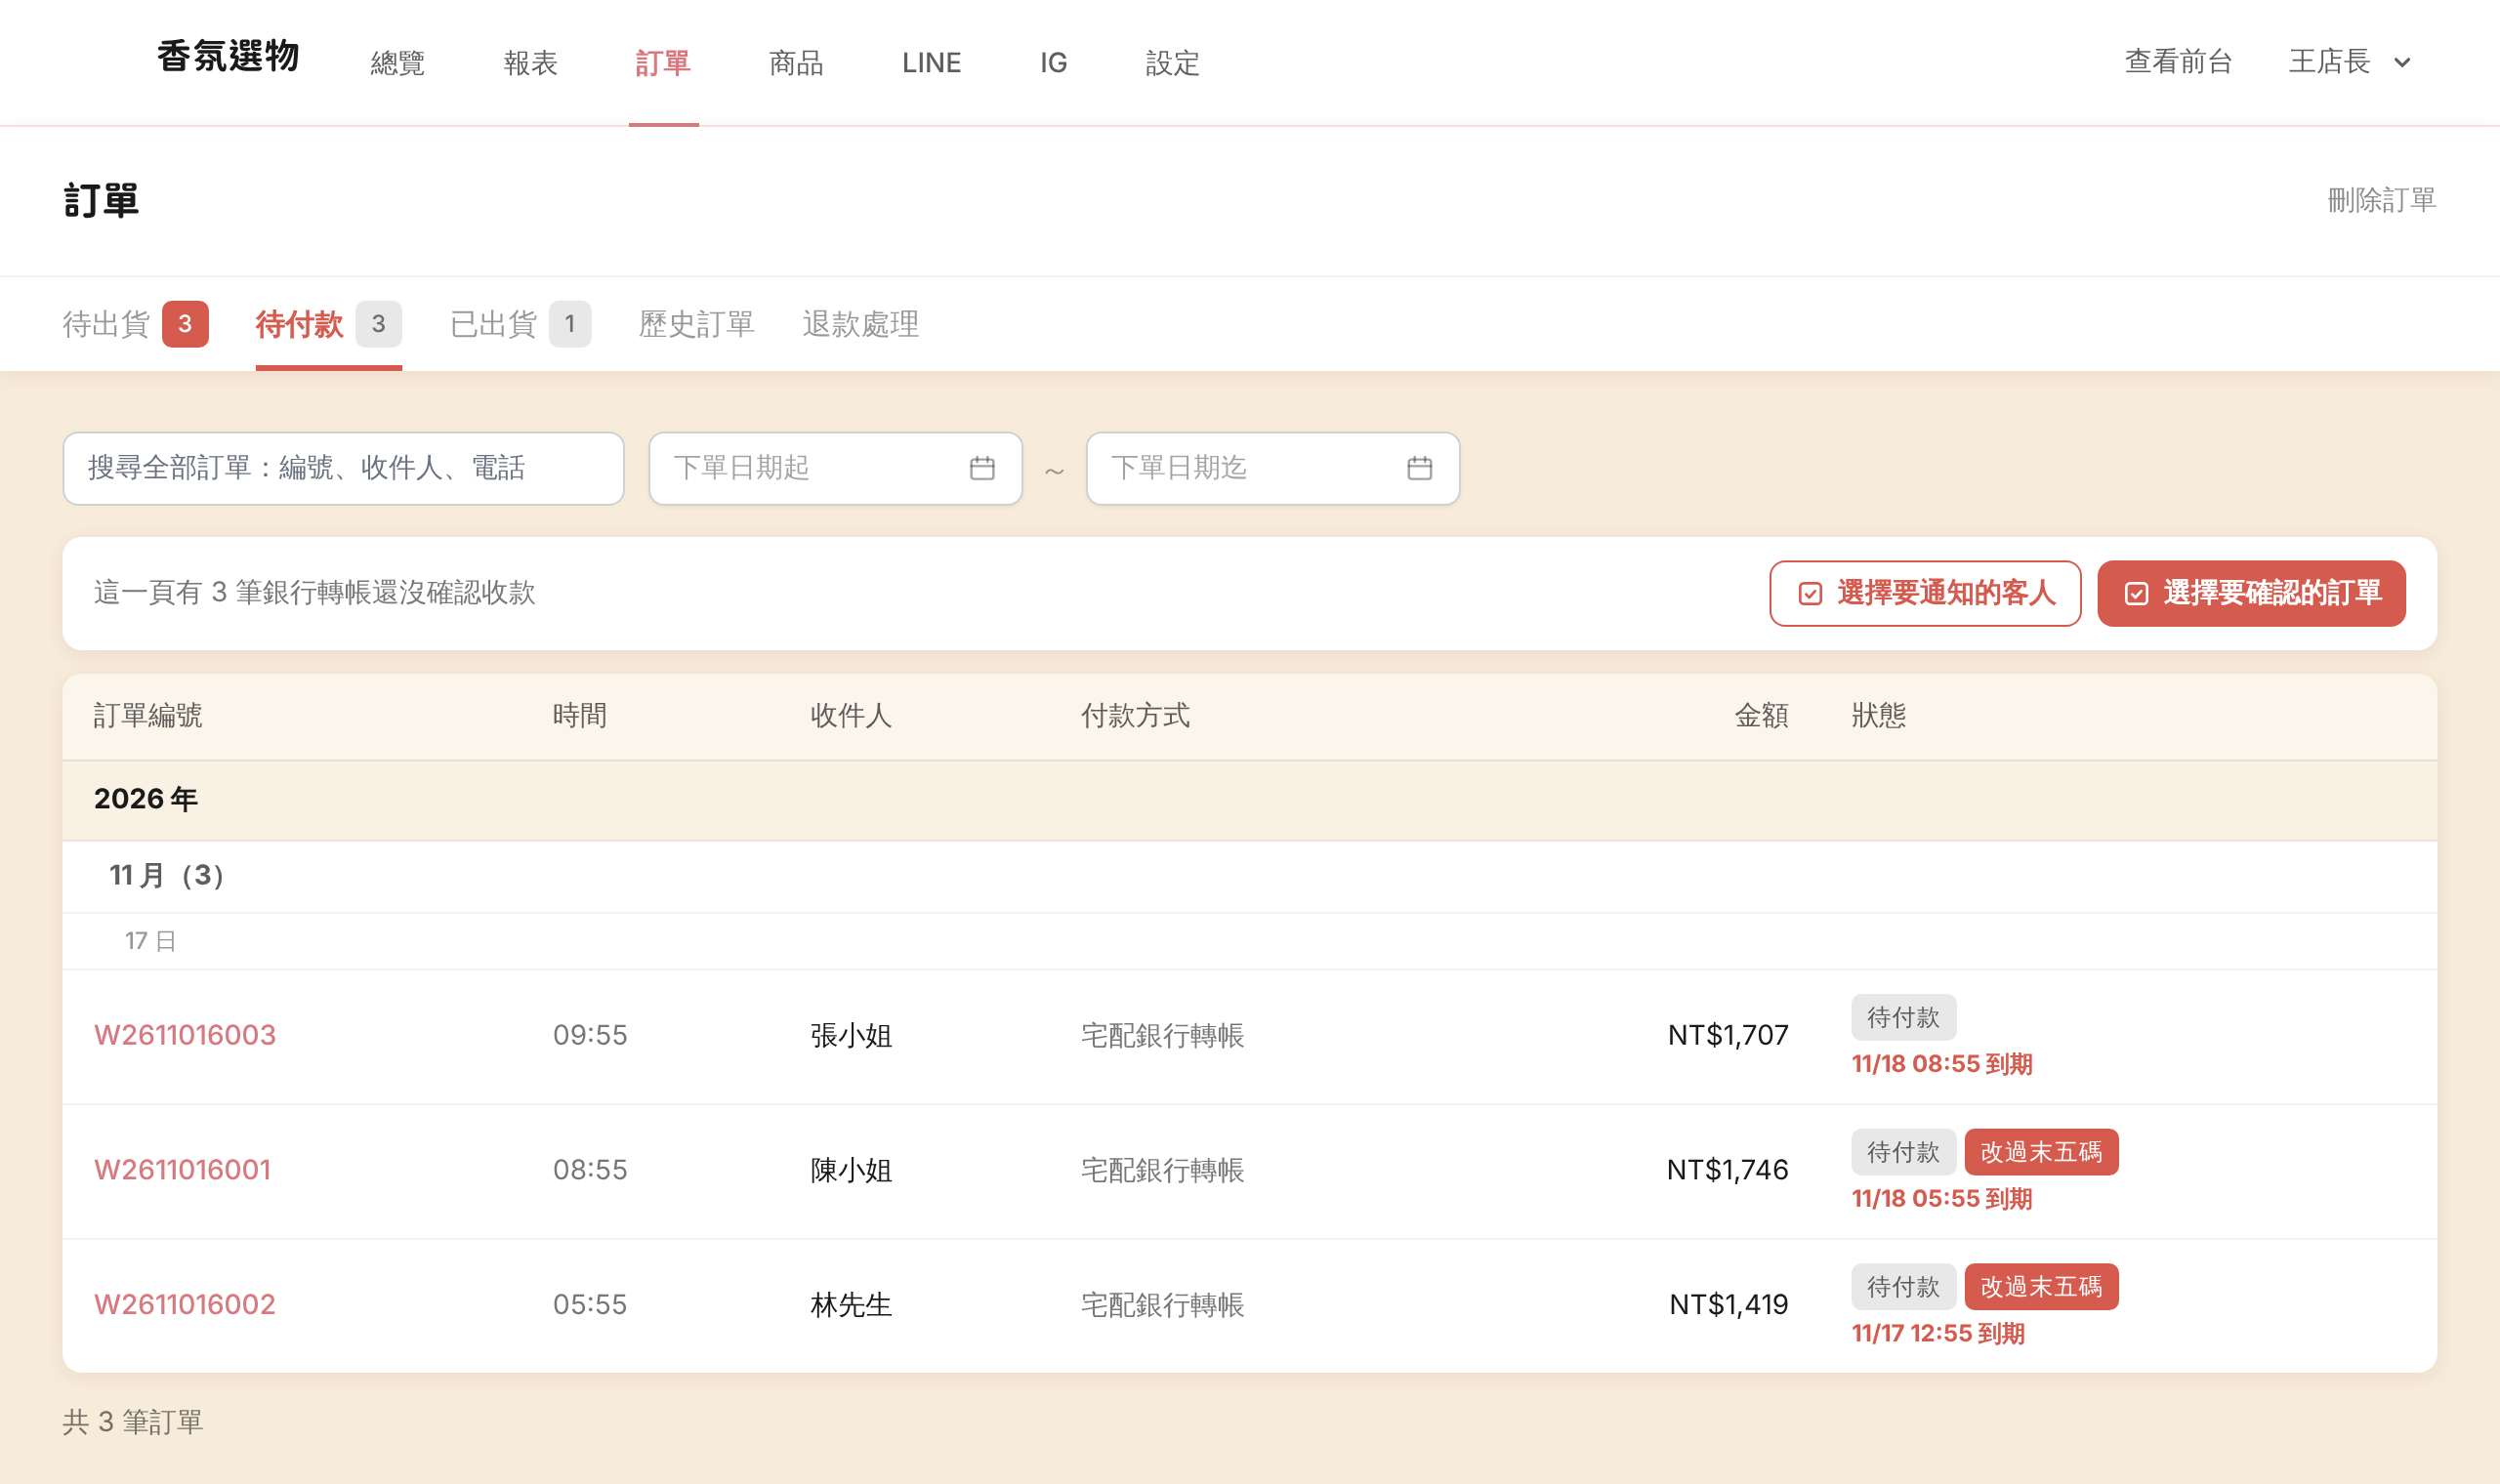 香氛選物 總覽 報表 訂單 商品 LINE IG 設定 查看前台 王店長
訂單 刪除訂單
待出貨 3 待付款 3 已出貨 1 歷史訂單 退款處理
搜尋全部訂單：編號、收件人、電話 下單日期起 ~ 下單日期迄
這一頁有 3 筆銀行轉帳還沒確認收款 選擇要通知的客人 選擇要確認的訂單
訂單編號 時間 收件人 付款方式 金額 狀態
2026 年
11 月（3）
17 日
W2611016003 09:55 張小姐 宅配銀行轉帳 NT$1,707 待付款
11/18 08:55 到期
W2611016001 08:55 陳小姐 宅配銀行轉帳 NT$1,746 待付款 改過末五碼
11/18 05:55 到期
W2611016002 05:55 林先生 宅配銀行轉帳 NT$1,419 待付款 改過末五碼
11/17 12:55 到期
共 3 筆訂單